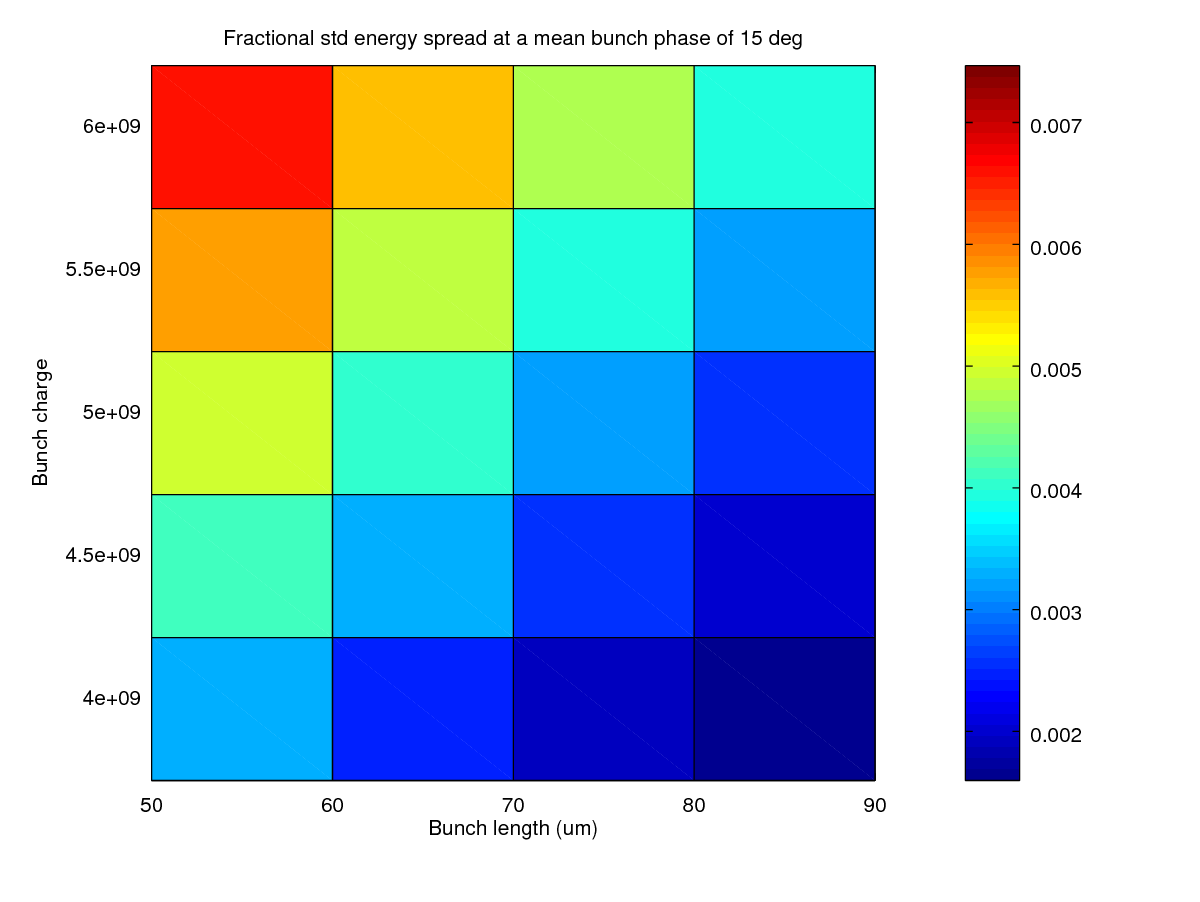 Fractional std energy spread at a mean bunch phase of 15 deg
6e+09
5.5e+09
5e+09
4.5e+09
4e+09
Bunch charge
50 60 70 80 90
Bunch length (um)
0.007
0.006
0.005
0.004
0.003
0.002